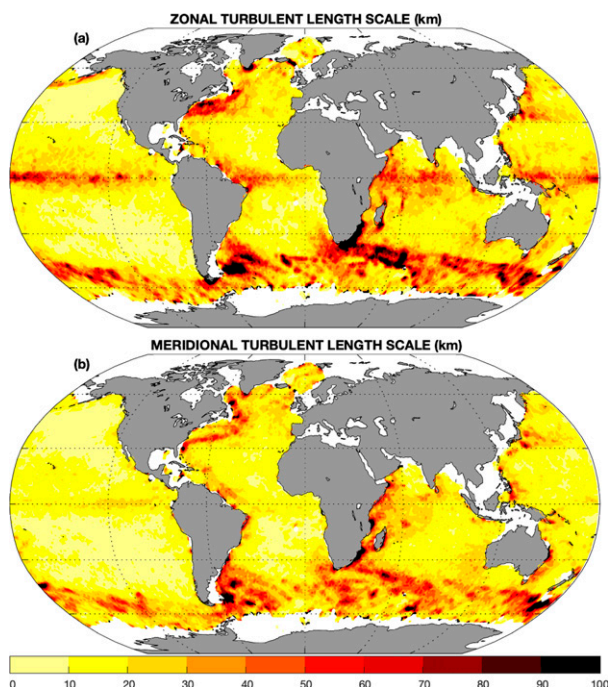 ZONAL TURBULENT LENGTH SCALE (km)
(a)
MERIDIONAL TURBULENT LENGTH SCALE (km)
(b)
0 10 20 30 40 50 60 70 80 90 100